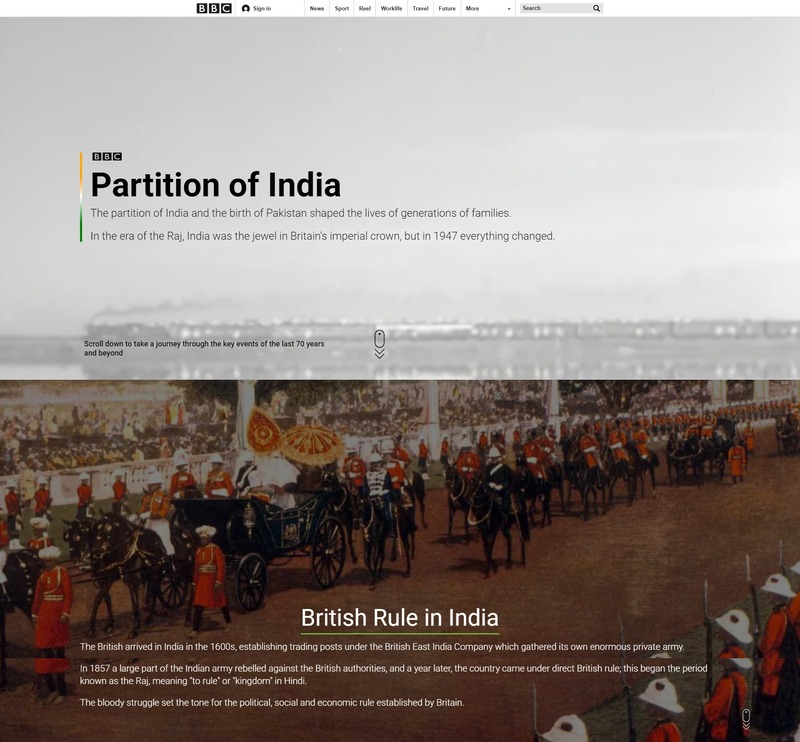 BBC Sign in News Sport Reel Worklife Travel Future More Search
BBC
Partition of India
The partition of India and the birth of Pakistan shaped the lives of generations of families.
In the era of the Raj, India was the jewel in Britain's imperial crown, but in 1947 everything changed.
Scroll down to take a journey through the key events of the last 70 years
and beyond
British Rule in India
The British arrived in India in the 1600s, establishing trading posts under the British East India Company which gathered its own enormous private army.
In 1857 a large part of the Indian army rebelled against the British authorities, and a year later, the country came under direct British rule; this began the period
known as the Raj, meaning "to rule" or "kingdom" in Hindi.
The bloody struggle set the tone for the political, social and economic rule established by Britain.